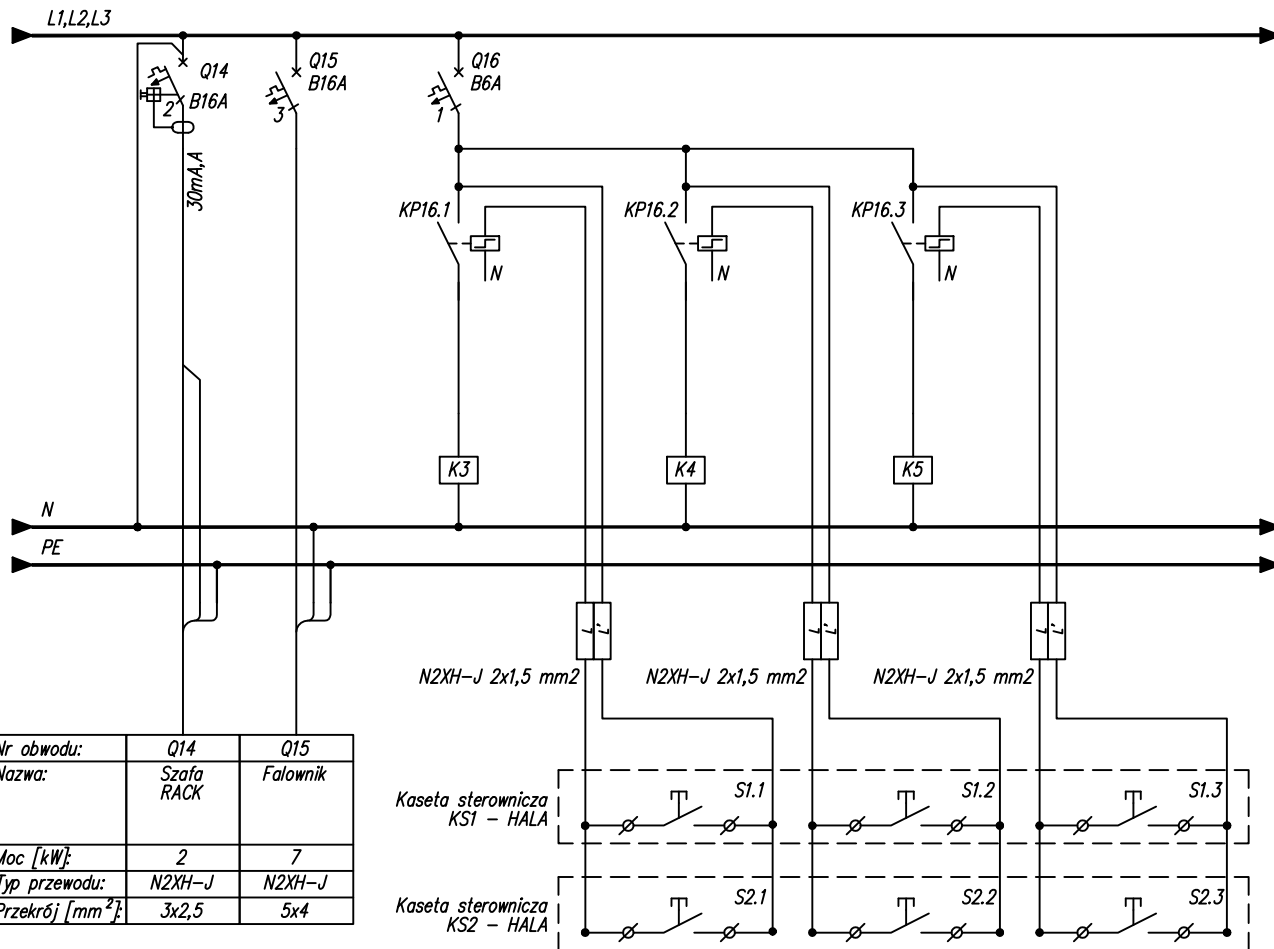 L1,L2,L3
Q14
B16A
2
30mA,A
Q15
B16A
3
Q16
B6A
1
KP16.1
N
KP16.2
N
KP16.3
N
K3
K4
K5
N
PE
L
L'
L
L'
L
L'
N2XH-J 2x1,5 mm2
N2XH-J 2x1,5 mm2
N2XH-J 2x1,5 mm2
Nr obwodu: Q14 Q15
Nazwa: Szafa Falownik
RACK
Moc [kW]: 2 7
Typ przewodu: N2XH-J N2XH-J
Przekrój [mm²]: 3x2,5 5x4
Kaseta sterownicza
KS1 - HALA
S1.1
S1.2
S1.3
Kaseta sterownicza
KS2 - HALA
S2.1
S2.2
S2.3